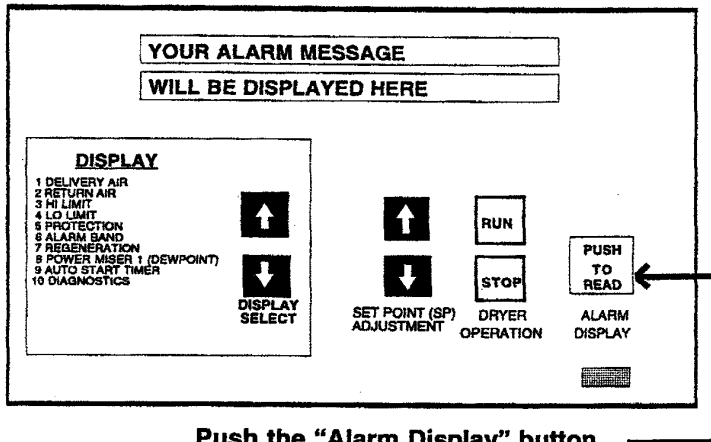 YOUR ALARM MESSAGE
WILL BE DISPLAYED HERE
DISPLAY
1 DELIVERY AIR
2 RETURN AIR
3 HI LIMIT
4 LO LIMIT
5 PROTECTION
6 ALARM BAND
7 REGENERATION
8 POWER MISER 1 (DEWPOINT)
9 AUTO START TIMER
10 DIAGNOSTICS
DISPLAY
SELECT
SET POINT (SP)
ADJUSTMENT
RUN
STOP
DRYER
OPERATION
PUSH
TO
READ
ALARM
DISPLAY
Push the “Alarm Display” button